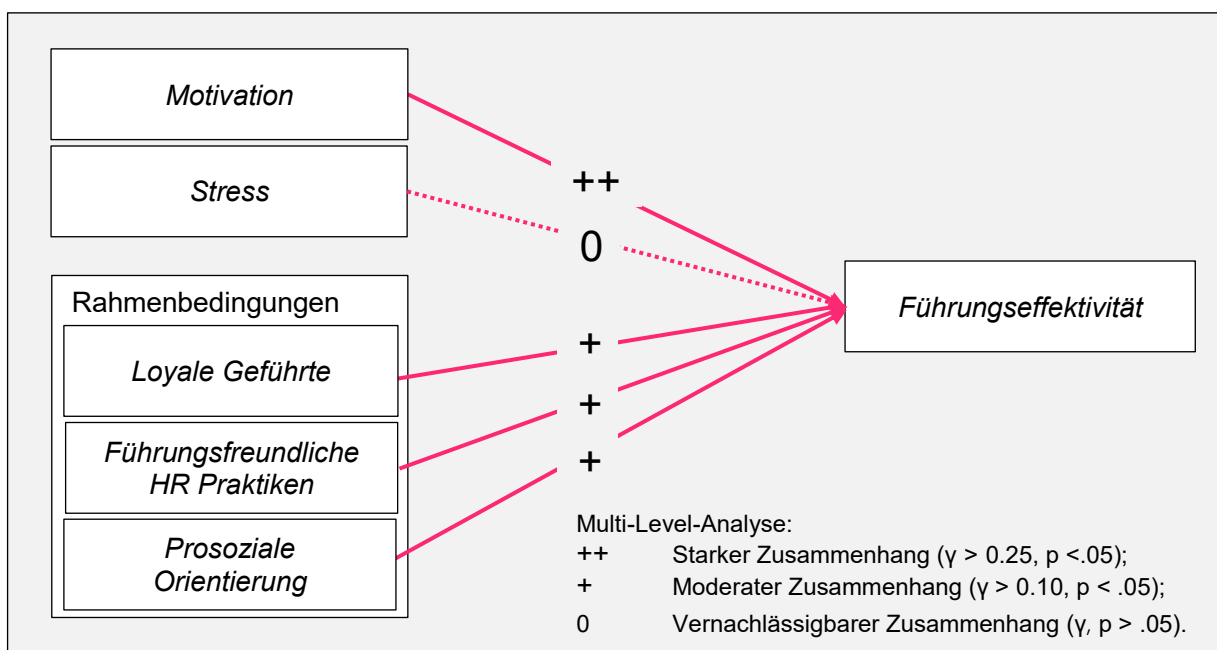 Motivation
Stress
Rahmenbedingungen
Loyale Geführte
Führungsfreundliche
HR Praktiken
Prosoziale
Orientierung
++
0
+
+
+
Führungseffektivität
Multi-Level-Analyse:
++ Starker Zusammenhang (γ > 0.25, p <.05);
+ Moderater Zusammenhang (γ > 0.10, p < .05);
0 Vernachlässigbarer Zusammenhang (γ, p > .05).